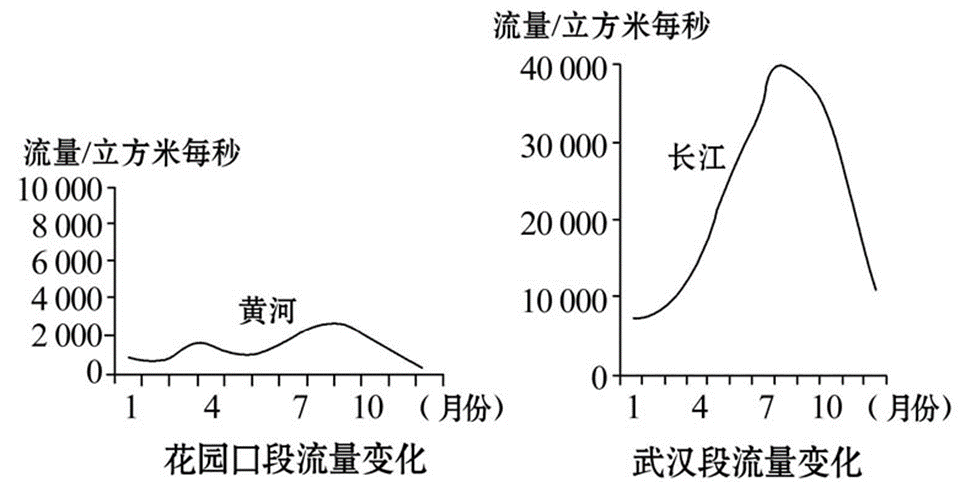 流量/立方米每秒
10 000
8 000
6 000
4 000
2 000
0
黄河
1 4 7 10 (月份)
花园口段流量变化
流量/立方米每秒
40 000
30 000
20 000
10 000
0
长江
1 4 7 10 (月份)
武汉段流量变化